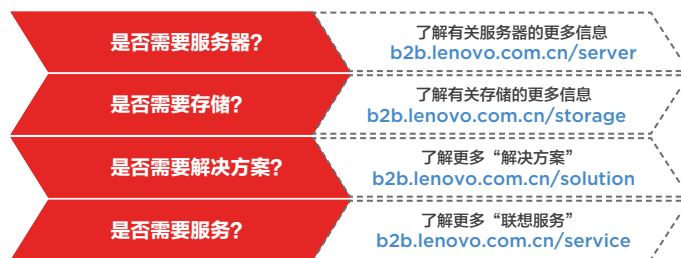 是否需要服务器?
了解有关服务器的更多信息
b2b.lenovo.com.cn/server
是否需要存储?
了解有关存储的更多信息
b2b.lenovo.com.cn/storage
是否需要解决方案?
了解更多“解决方案”
b2b.lenovo.com.cn/solution
是否需要服务?
了解更多“联想服务”
b2b.lenovo.com.cn/service